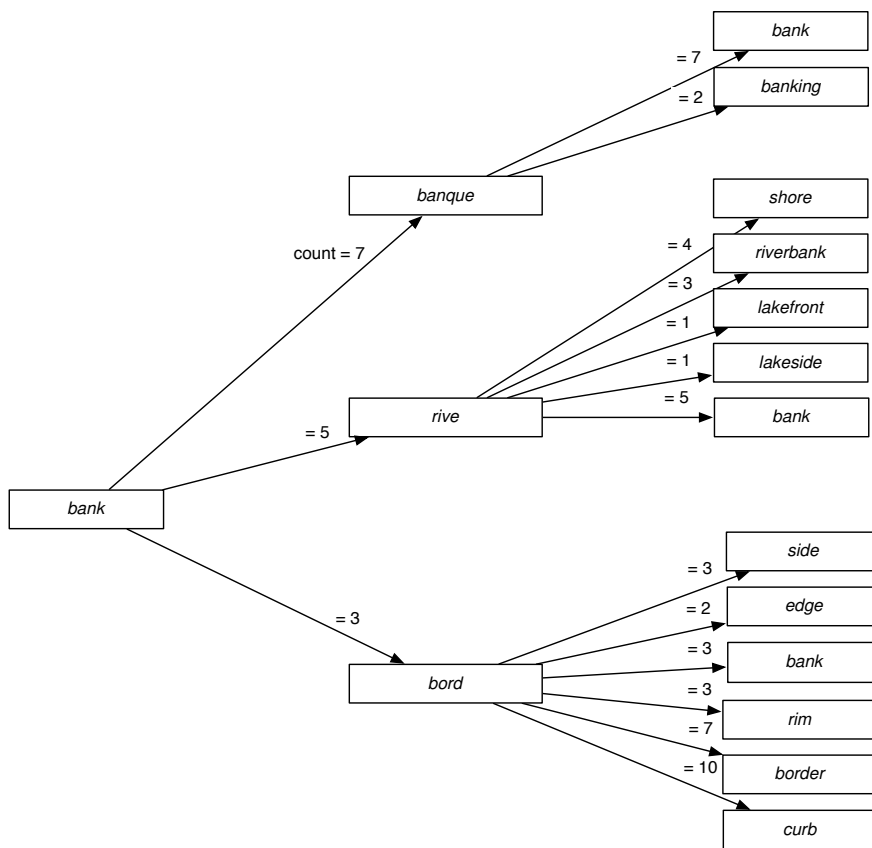 bank
= 7
banking
= 2
banque
shore
count = 7
= 4
riverbank
= 3
lakefront
= 1
lakeside
= 1
= 5
bank
rive
= 5
bank
side
= 3
edge
= 2
= 3
= 3
bank
bord
= 3
rim
= 7
border
= 10
curb